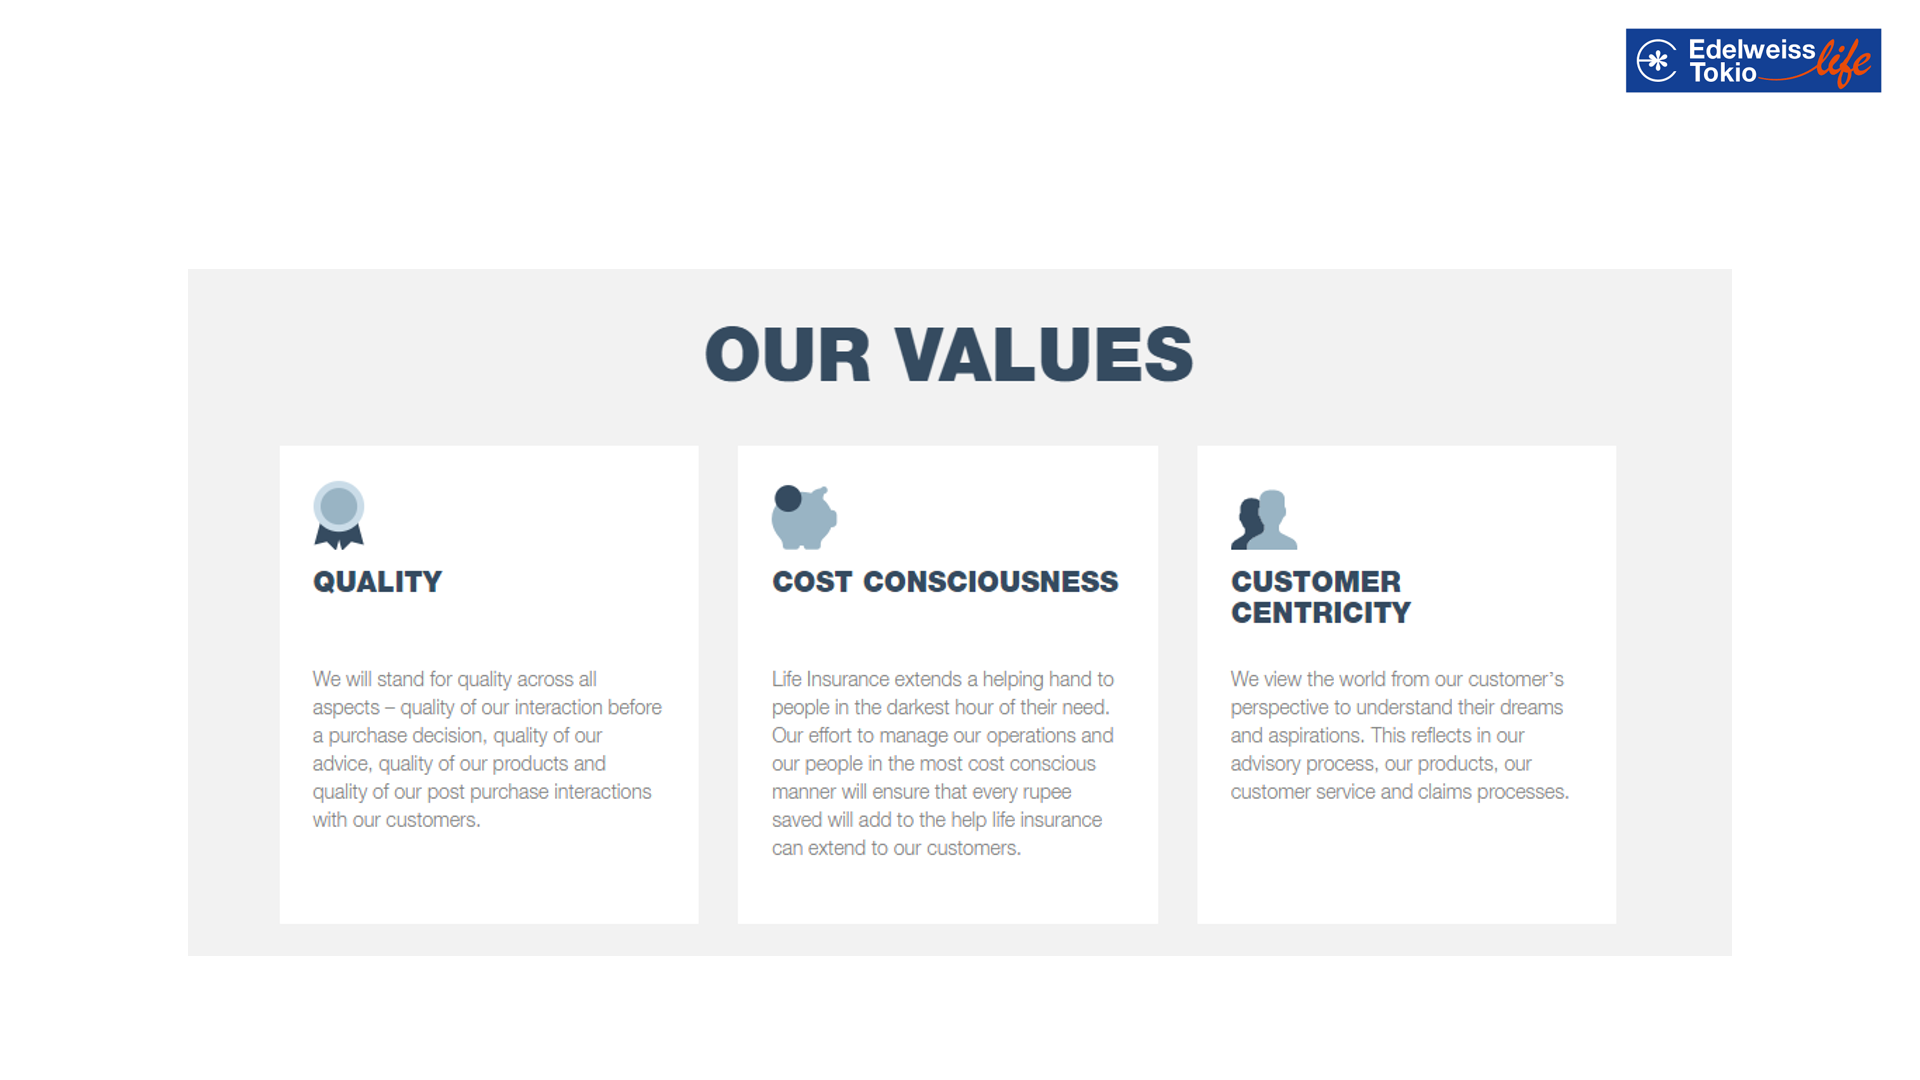 Edelweiss
Tokio life
OUR VALUES
QUALITY
We will stand for quality across all
aspects – quality of our interaction before
a purchase decision, quality of our
advice, quality of our products and
quality of our post purchase interactions
with our customers.
COST CONSCIOUSNESS
Life Insurance extends a helping hand to
people in the darkest hour of their need.
Our effort to manage our operations and
our people in the most cost conscious
manner will ensure that every rupee
saved will add to the help life insurance
can extend to our customers.
CUSTOMER
CENTRICITY
We view the world from our customer’s
perspective to understand their dreams
and aspirations. This reflects in our
advisory process, our products, our
customer service and claims processes.